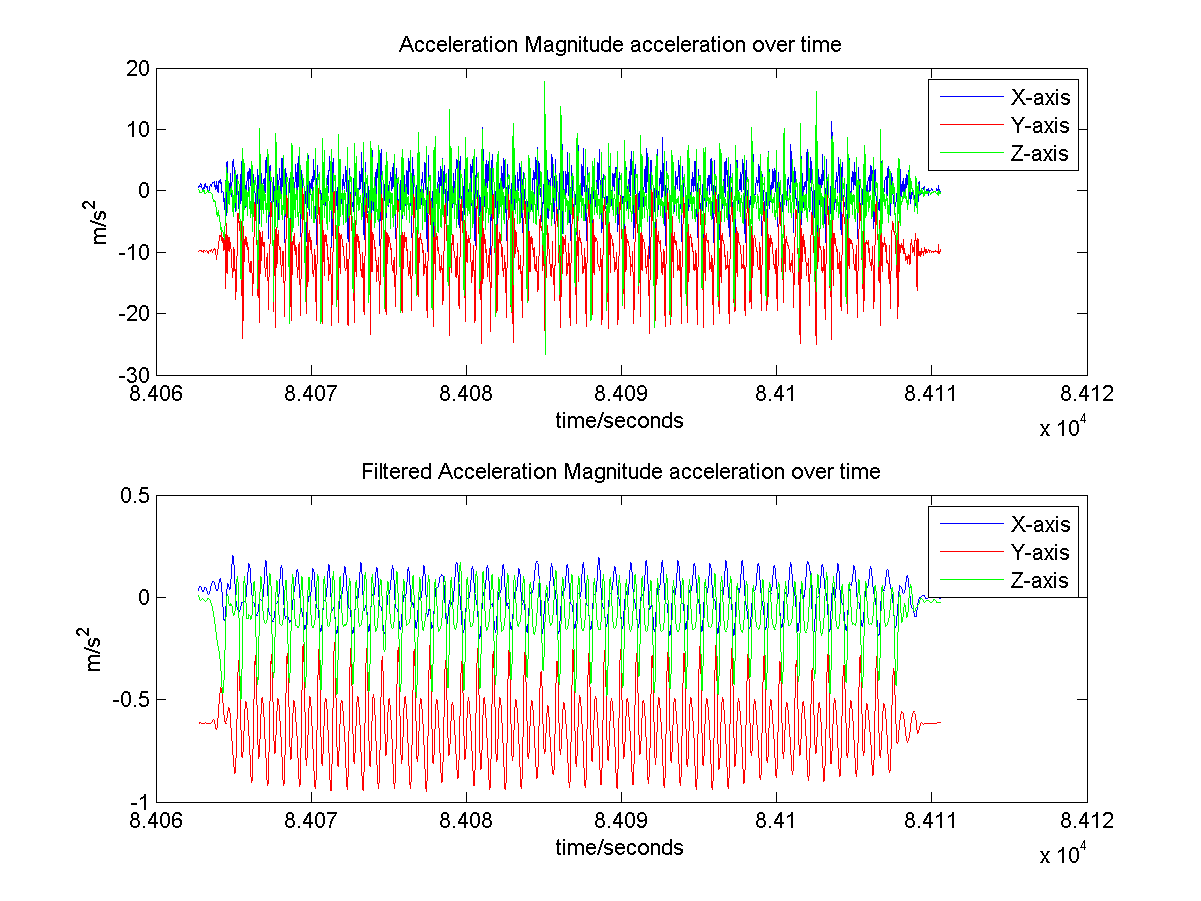 Acceleration Magnitude acceleration over time
20
10
0
-10
-20
-30
m/s²
X-axis
Y-axis
Z-axis
8.406 8.407 8.408 8.409 8.41 8.411 8.412
time/seconds
x 10⁴
Filtered Acceleration Magnitude acceleration over time
0.5
0
-0.5
-1
m/s²
X-axis
Y-axis
Z-axis
8.406 8.407 8.408 8.409 8.41 8.411 8.412
time/seconds
x 10⁴